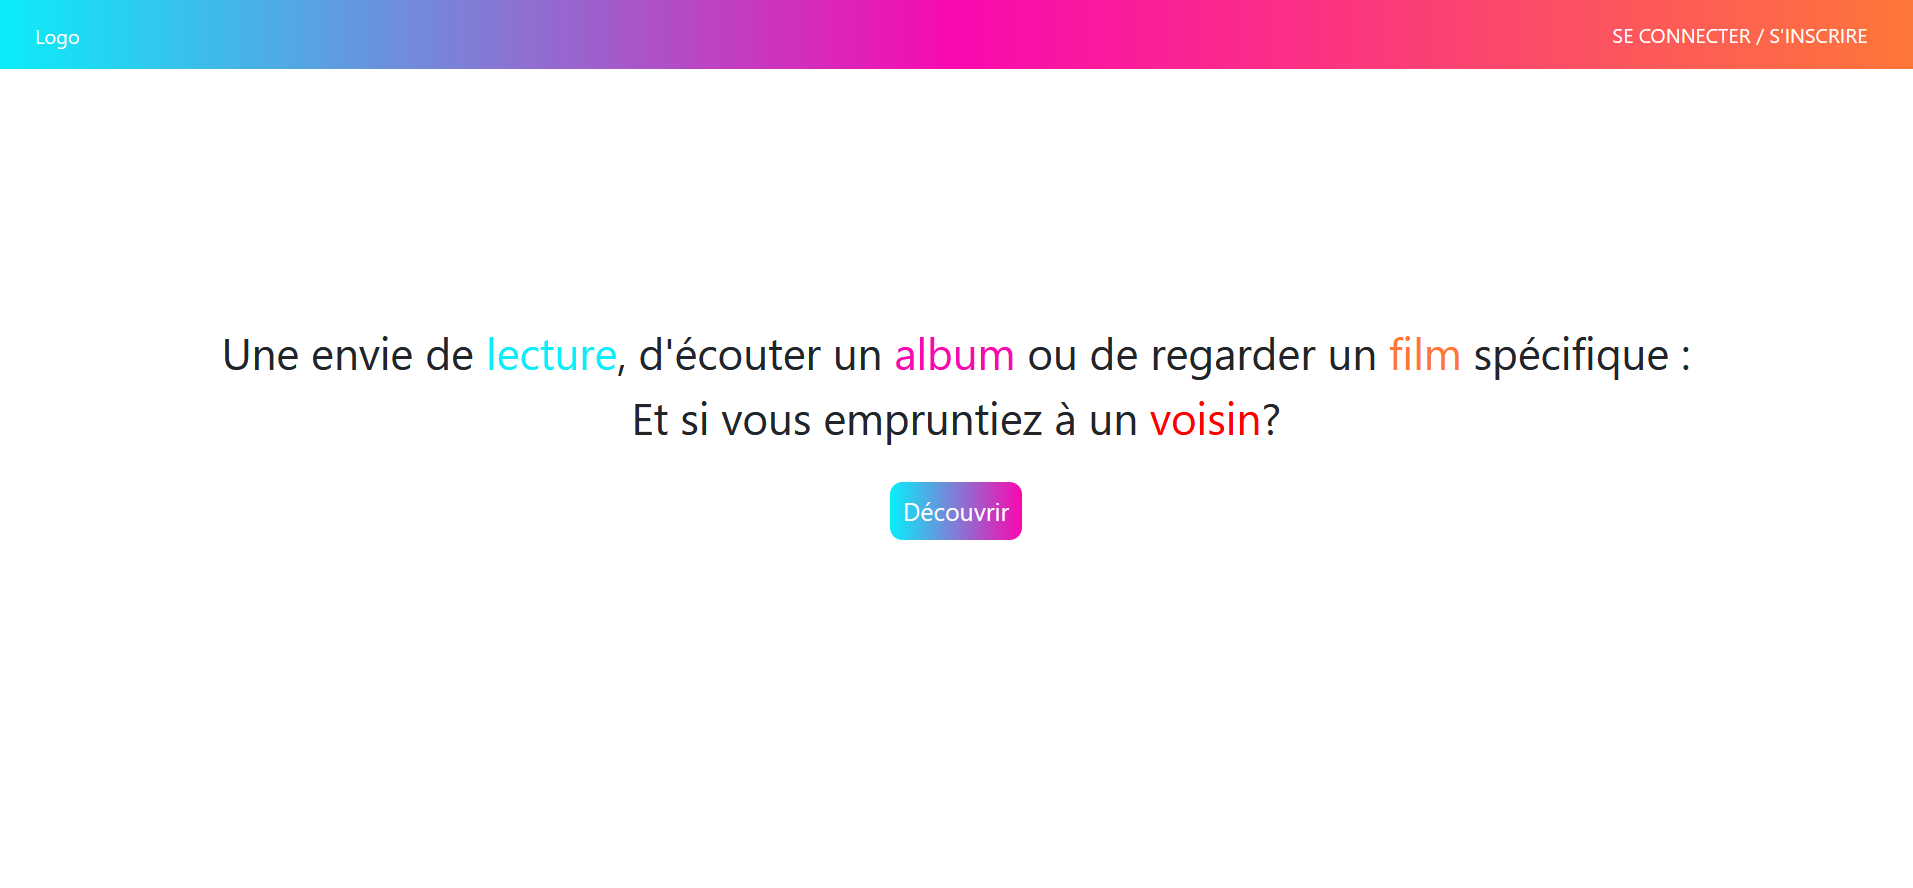 Logo
SE CONNECTER / S'INSCRIRE
Une envie de lecture, d'écouter un album ou de regarder un film spécifique :
Et si vous empruntiez à un voisin?
Découvrir